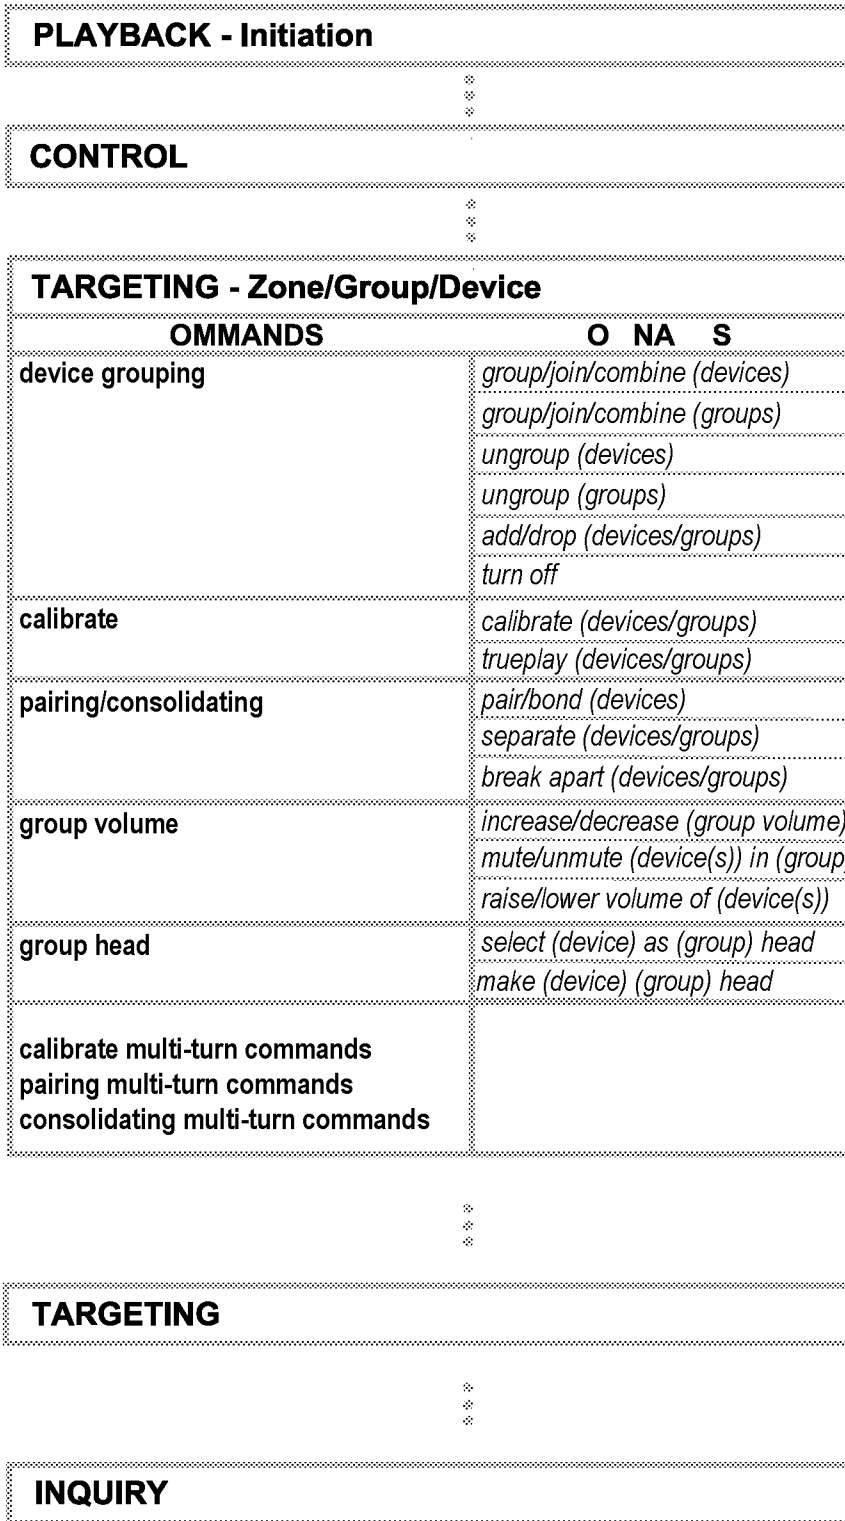 PLAYBACK - Initiation
CONTROL
TARGETING - Zone/Group/Device
OMMANDS O NA S
device grouping group/join/combine (devices)
group/join/combine (groups)
ungroup (devices)
ungroup (groups)
add/drop (devices/groups)
turn off
calibrate calibrate (devices/groups)
trueplay (devices/groups)
pairing/consolidating pair/bond (devices)
separate (devices/groups)
break apart (devices/groups)
group volume increase/decrease (group volume)
mute/unmute (device(s)) in (group)
raise/lower volume of (device(s))
group head select (device) as (group) head
make (device) (group) head
calibrate multi-turn commands
pairing multi-turn commands
consolidating multi-turn commands
TARGETING
INQUIRY